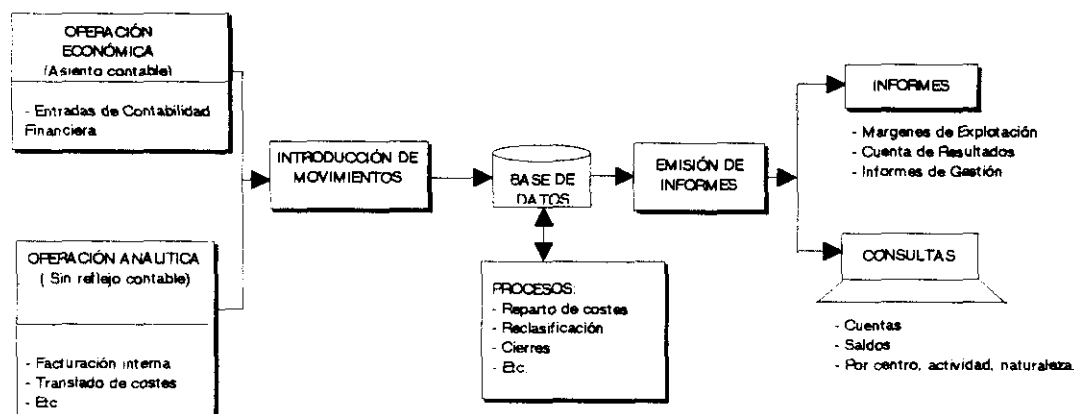 OPERACIÓN
ECONÓMICA
(Asiento contable)
- Entradas de Contabilidad
Financiera
OPERACIÓN ANALITICA
( Sin reflejo contable)
- Facturación interna
- Translado de costes
- Etc
INTRODUCCIÓN DE
MOVIMIENTOS
BASE DE
DATOS
PROCESOS:
- Reparto de costes
- Reclasificación
- Cierres
- Etc.
EMISIÓN DE
INFORMES
INFORMES
- Margenes de Explotación
- Cuenta de Resultados
- Informes de Gestión
CONSULTAS
- Cuentas
- Saldos
- Por centro, actividad, naturaleza.